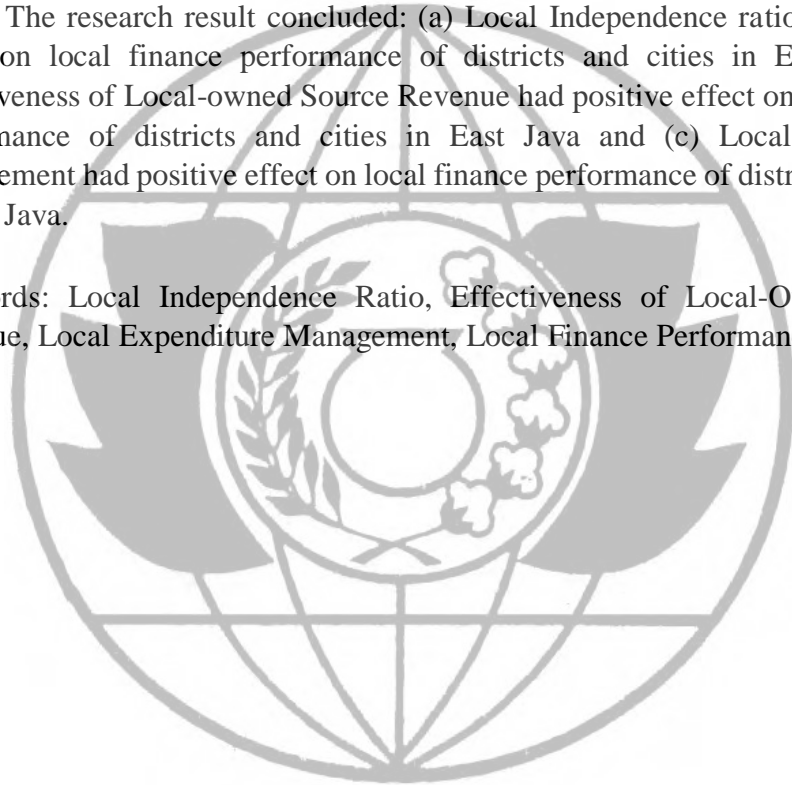 The research result concluded: (a) Local Independence ratio
on local finance performance of districts and cities in E
iveness of Local-owned Source Revenue had positive effect on
mance of districts and cities in East Java and (c) Local
ement had positive effect on local finance performance of distr
Java.
rds: Local Independence Ratio, Effectiveness of Local-O
ue, Local Expenditure Management, Local Finance Performan